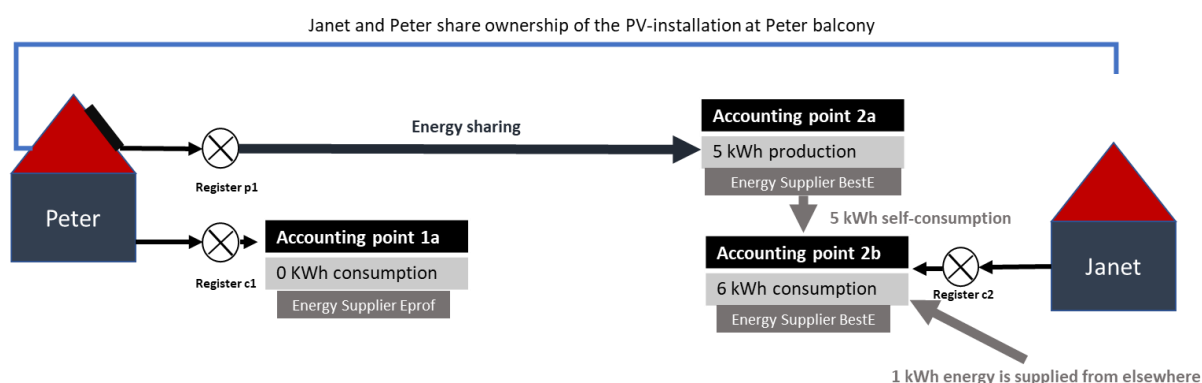 Janet and Peter share ownership of the PV-installation at Peter balcony
Energy sharing
Accounting point 2a
5 kWh production
Energy Supplier BestE
Register p1
Peter
5 kWh self-consumption
Accounting point 1a
0 KWh consumption
Energy Supplier Eprof
Register c1
Accounting point 2b
6 kWh consumption
Energy Supplier BestE
Register c2
Janet
1 kWh energy is supplied from elsewhere